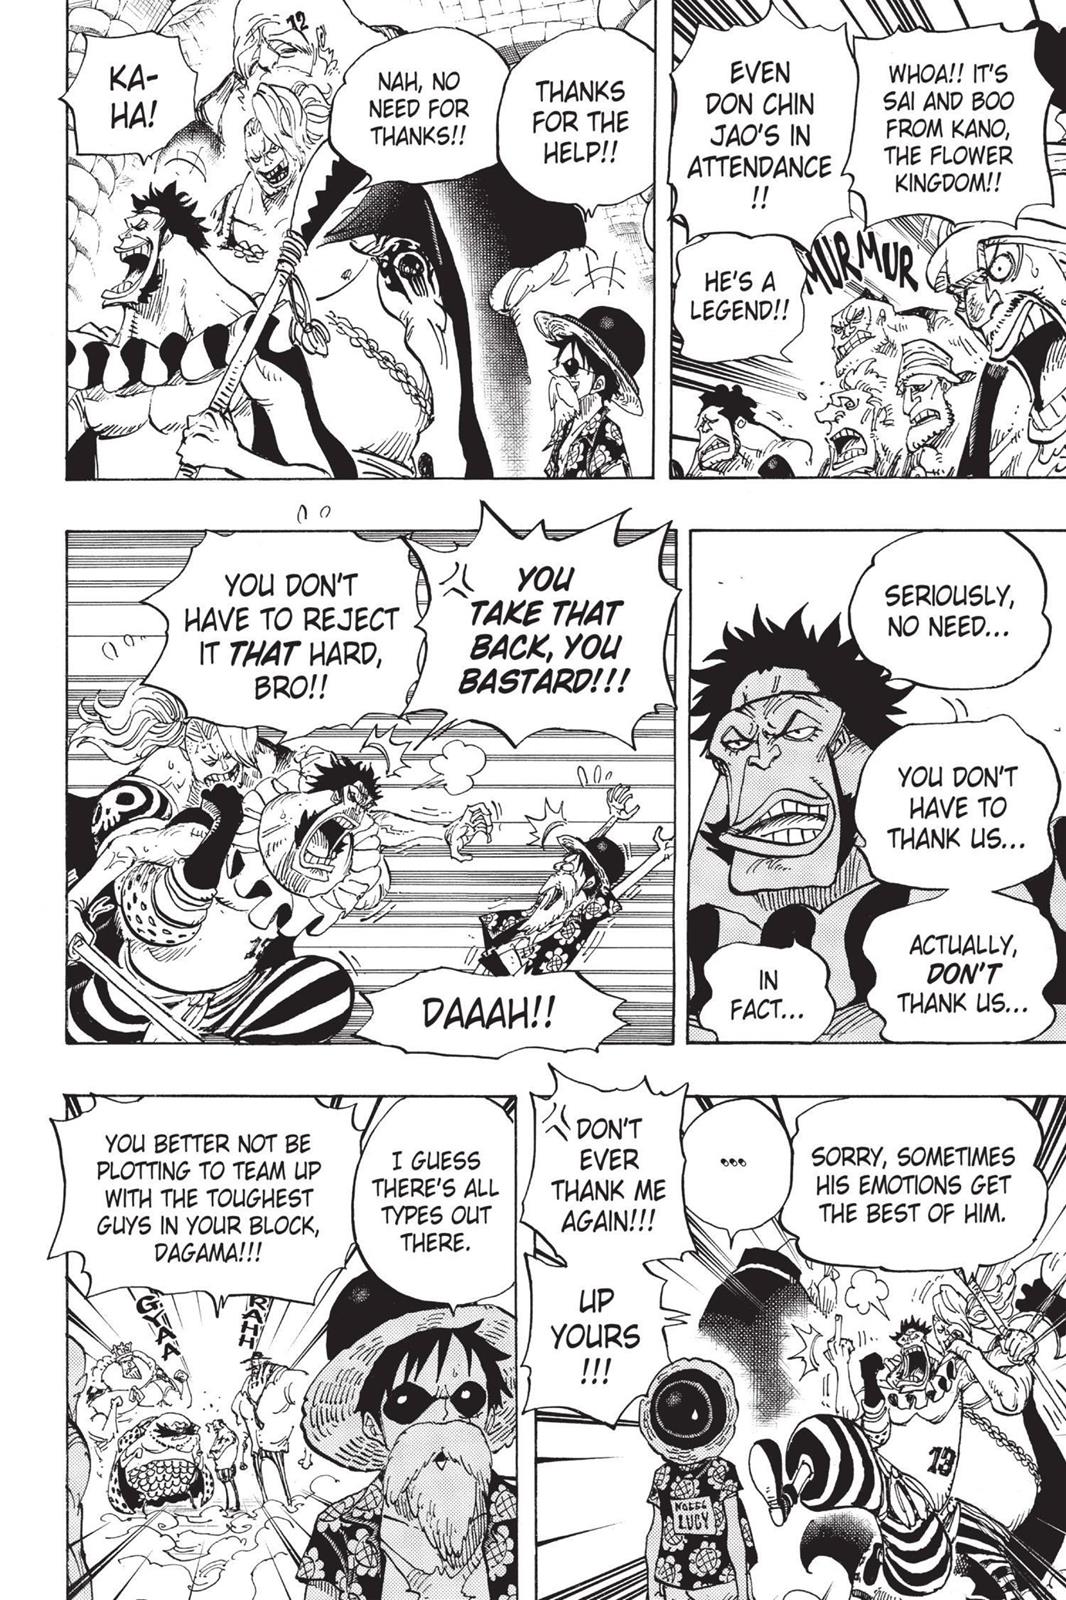 WHOA!! IT'S
SAI AND BOO
FROM KANO,
THE FLOWER
KINGDOM!!
EVEN
DON CHIN
JAO'S IN
ATTENDANCE
!!
MURMUR
HE'S A
LEGEND!!
THANKS
FOR THE
HELP!!
NAH, NO
NEED FOR
THANKS!!
12
KA-
HA!
SERIOUSLY,
NO NEED...
YOU DON'T
HAVE TO
THANK US...
ACTUALLY,
DON'T
THANK US...
IN
FACT...
YOU
TAKE THAT
BACK, YOU
BASTARD!!!
YOU DON'T
HAVE TO REJECT
IT THAT HARD,
BRO!!
DAAAH!!
SORRY, SOMETIMES
HIS EMOTIONS GET
THE BEST OF HIM.
...
DON'T
EVER
THANK ME
AGAIN!!!
UP
YOURS
!!!
13
LUCY
I GUESS
THERE'S ALL
TYPES OUT
THERE.
YOU BETTER NOT BE
PLOTTING TO TEAM UP
WITH THE TOUGHEST
GUYS IN YOUR BLOCK,
DAGAMA!!!
GYAA
RAHH